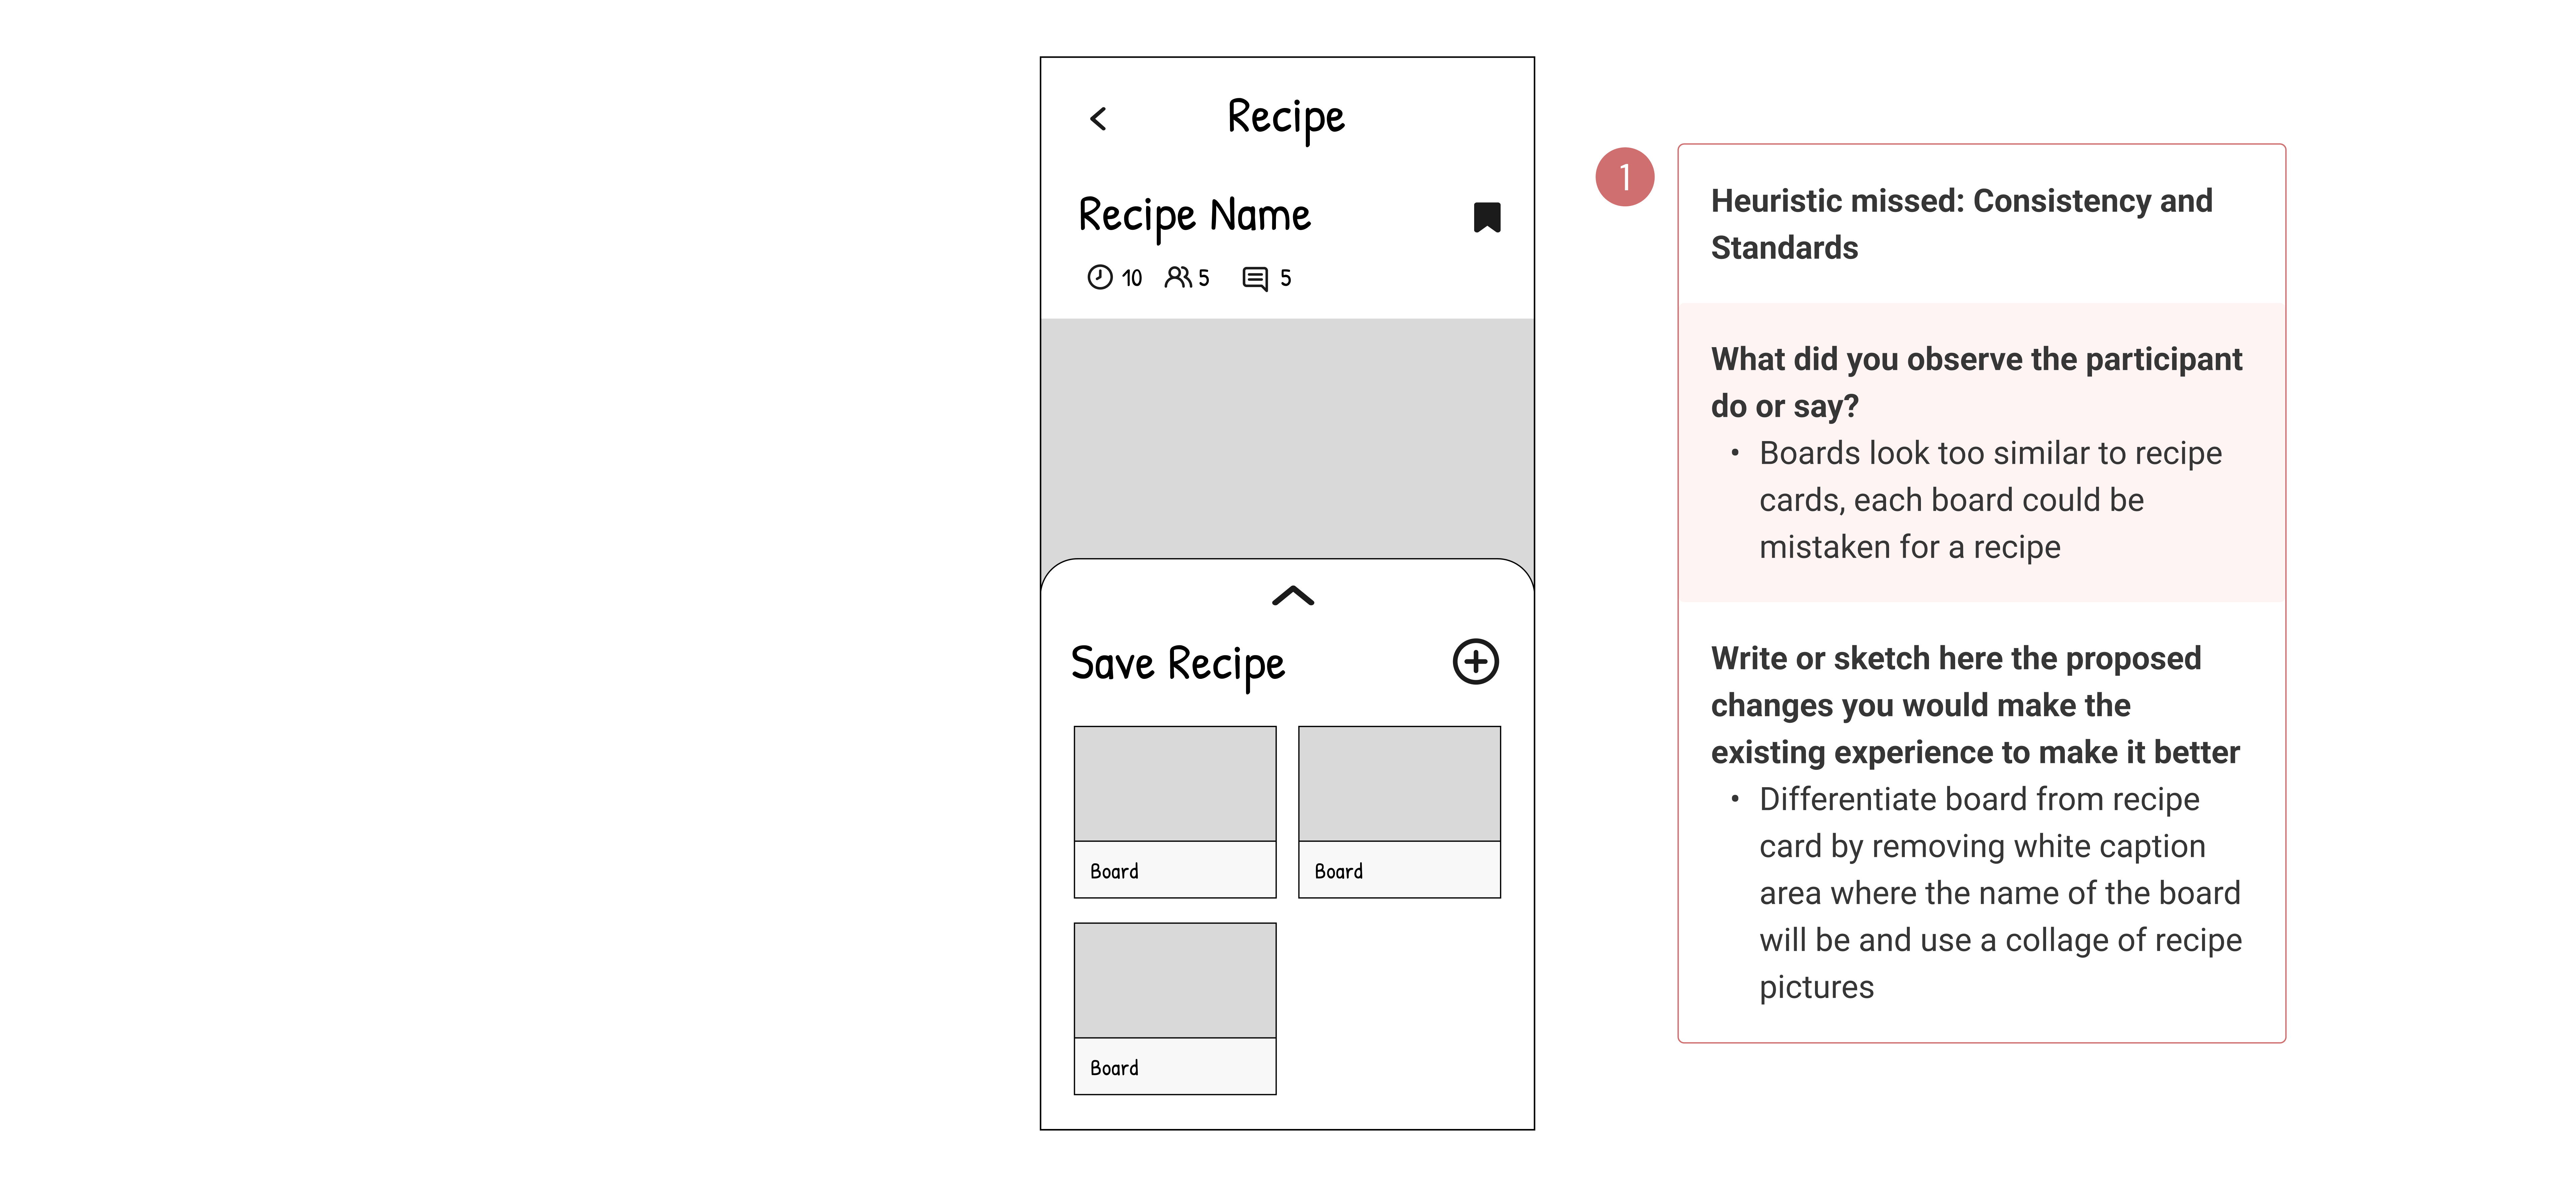 Recipe
Recipe Name
10 5 5
Save Recipe
Board Board
Board
1
Heuristic missed: Consistency and
Standards
What did you observe the participant
do or say?
• Boards look too similar to recipe
cards, each board could be
mistaken for a recipe
Write or sketch here the proposed
changes you would make the
existing experience to make it better
• Differentiate board from recipe
card by removing white caption
area where the name of the board
will be and use a collage of recipe
pictures